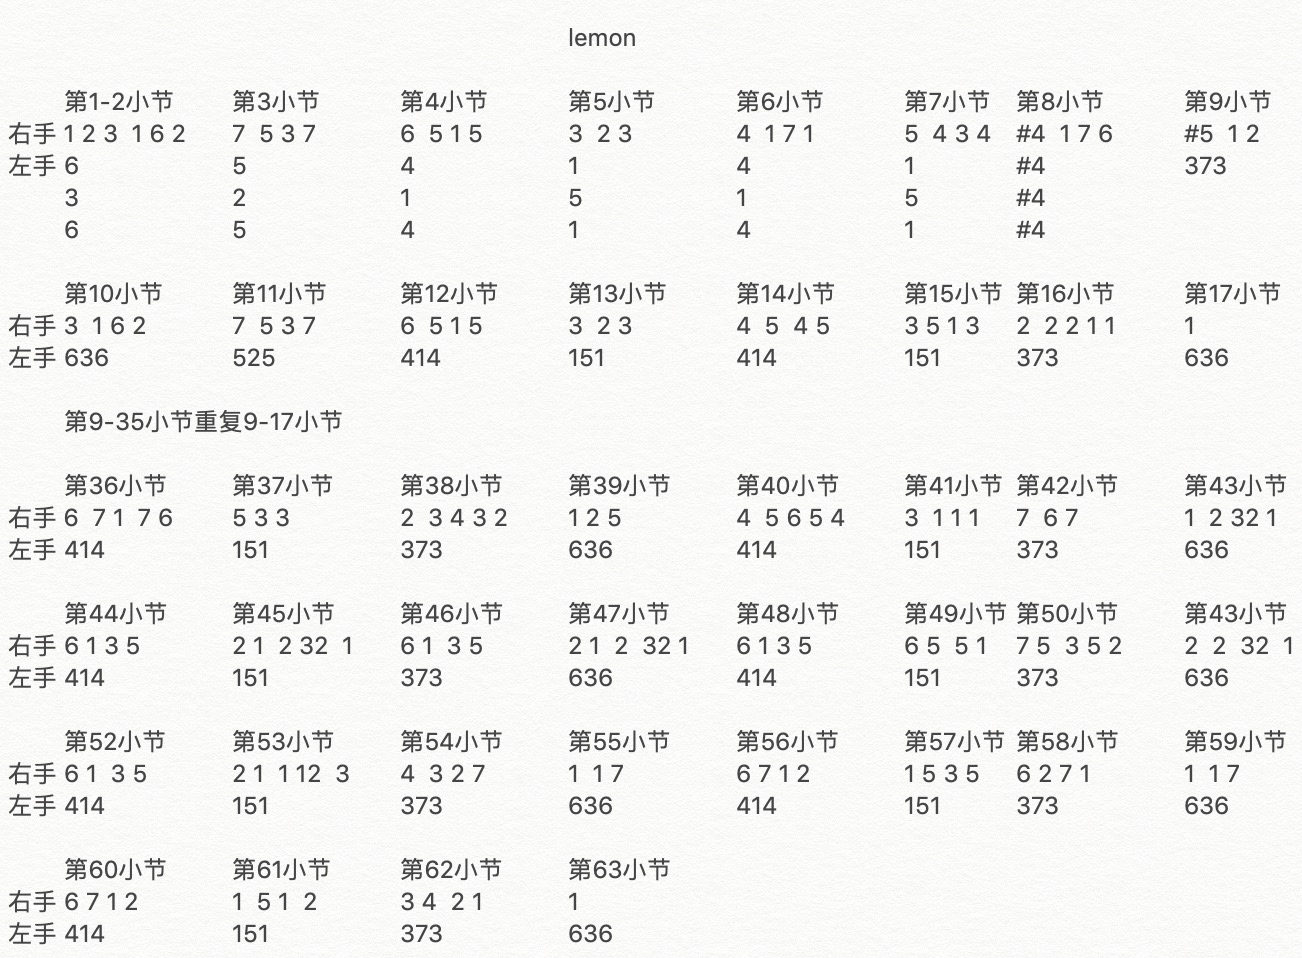 lemon
第1-2小节 第3小节 第4小节 第5小节 第6小节 第7小节 第8小节 第9小节
右手 1 2 3  1 6 2 7  5 3 7 6  5 1 5 3  2 3 4  1 7 1 5  4 3 4 #4  1 7 6 #5  1 2
左手 6 5 4 1 4 1 #4 373
3 2 1 5 1 5 #4
6 5 4 1 4 1 #4
第10小节 第11小节 第12小节 第13小节 第14小节 第15小节 第16小节 第17小节
右手 3  1 6 2 7  5 3 7 6  5 1 5 3  2 3 4  5  4 5 3 5 1 3 2  2 2 1 1 1
左手 636 525 414 151 414 151 373 636
第9-35小节重复9-17小节
第36小节 第37小节 第38小节 第39小节 第40小节 第41小节 第42小节 第43小节
右手 6  7 1  7 6 5 3 3 2  3 4 3 2 1 2 5 4  5 6 5 4 3  1 1 1 7  6 7 1  2 32 1
左手 414 151 373 636 414 151 373 636
第44小节 第45小节 第46小节 第47小节 第48小节 第49小节 第50小节 第43小节
右手 6 1 3 5 2 1  2 32  1 6 1  3 5 2 1  2  32 1 6 1 3 5 6 5  5 1 7 5  3 5 2 2  2  32  1
左手 414 151 373 636 414 151 373 636
第52小节 第53小节 第54小节 第55小节 第56小节 第57小节 第58小节 第59小节
右手 6 1  3 5 2 1  1 12  3 4  3 2 7 1  1 7 6 7 1 2 1 5 3 5 6 2 7 1 1  1 7
左手 414 151 373 636 414 151 373 636
第60小节 第61小节 第62小节 第63小节
右手 6 7 1 2 1  5 1  2 3 4  2 1 1
左手 414 151 373 636